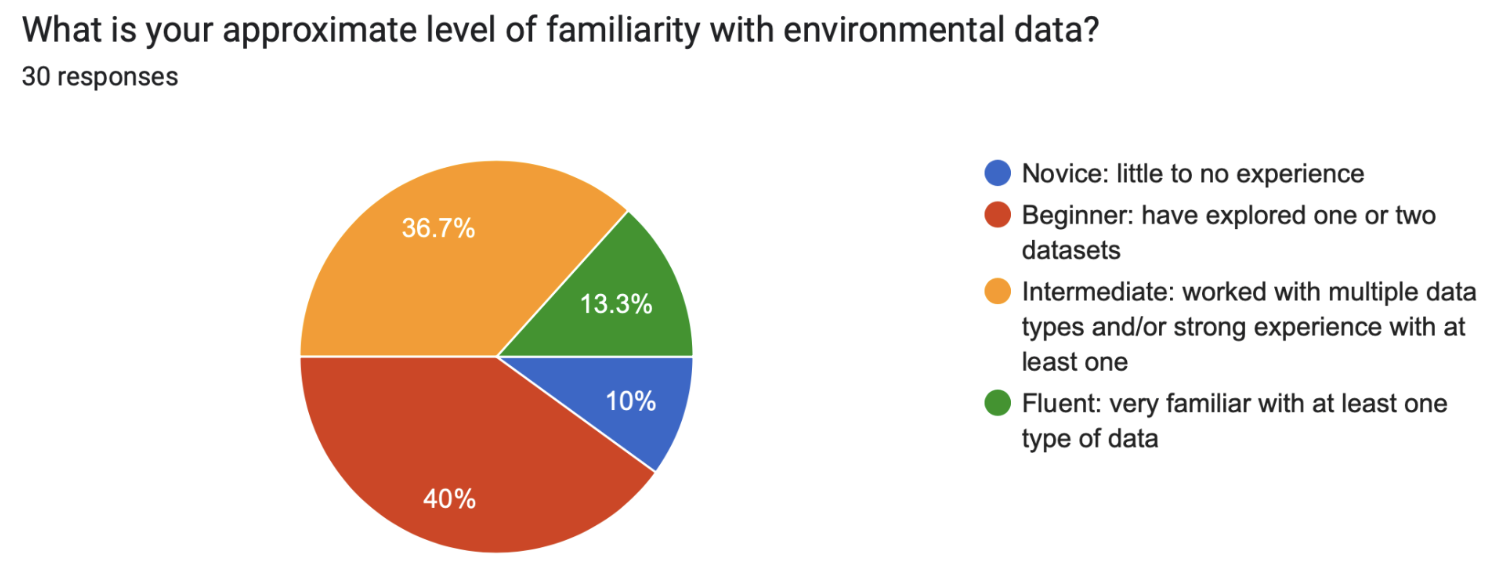 What is your approximate level of familiarity with environmental data?
30 responses
36.7%
13.3%
10%
40%
Novice: little to no experience
Beginner: have explored one or two
datasets
Intermediate: worked with multiple data
types and/or strong experience with at
least one
Fluent: very familiar with at least one
type of data